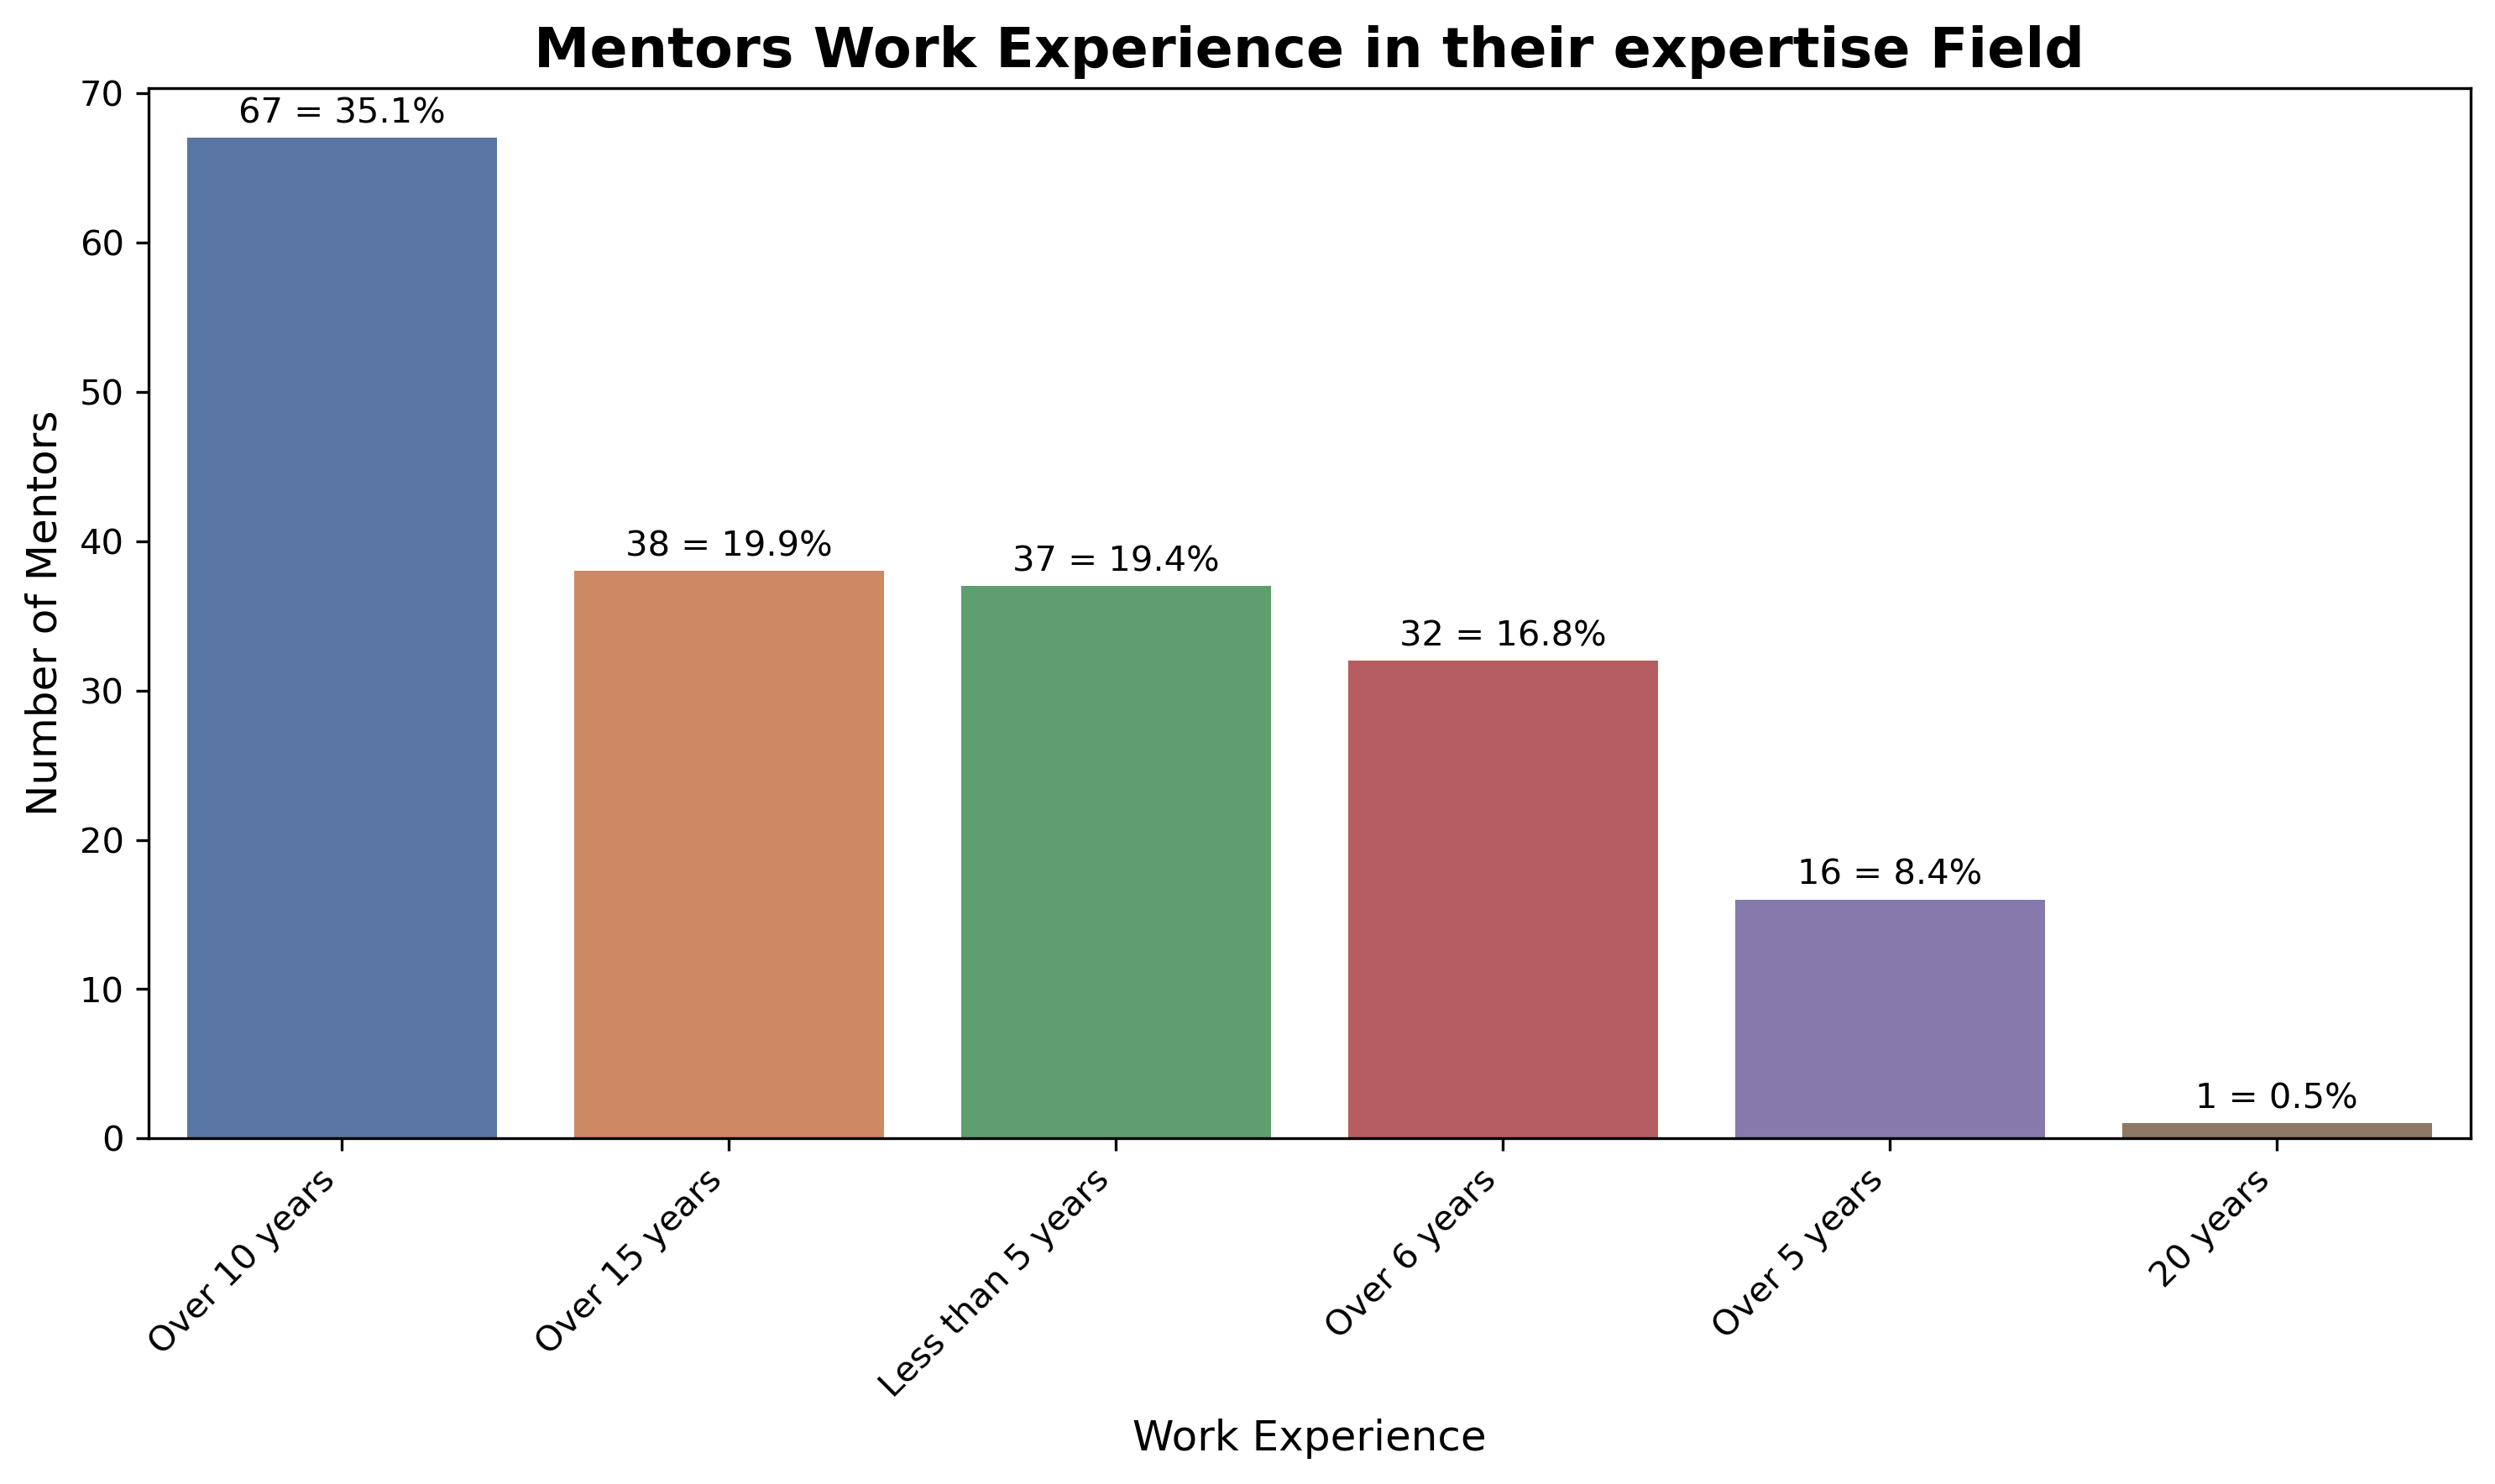 Mentors Work Experience in their expertise Field
Number of Mentors
70
60
50
40
30
20
10
0
67 = 35.1%
38 = 19.9%
37 = 19.4%
32 = 16.8%
16 = 8.4%
1 = 0.5%
Over 10 years
Over 15 years
Less than 5 years
Over 6 years
Over 5 years
20 years
Work Experience